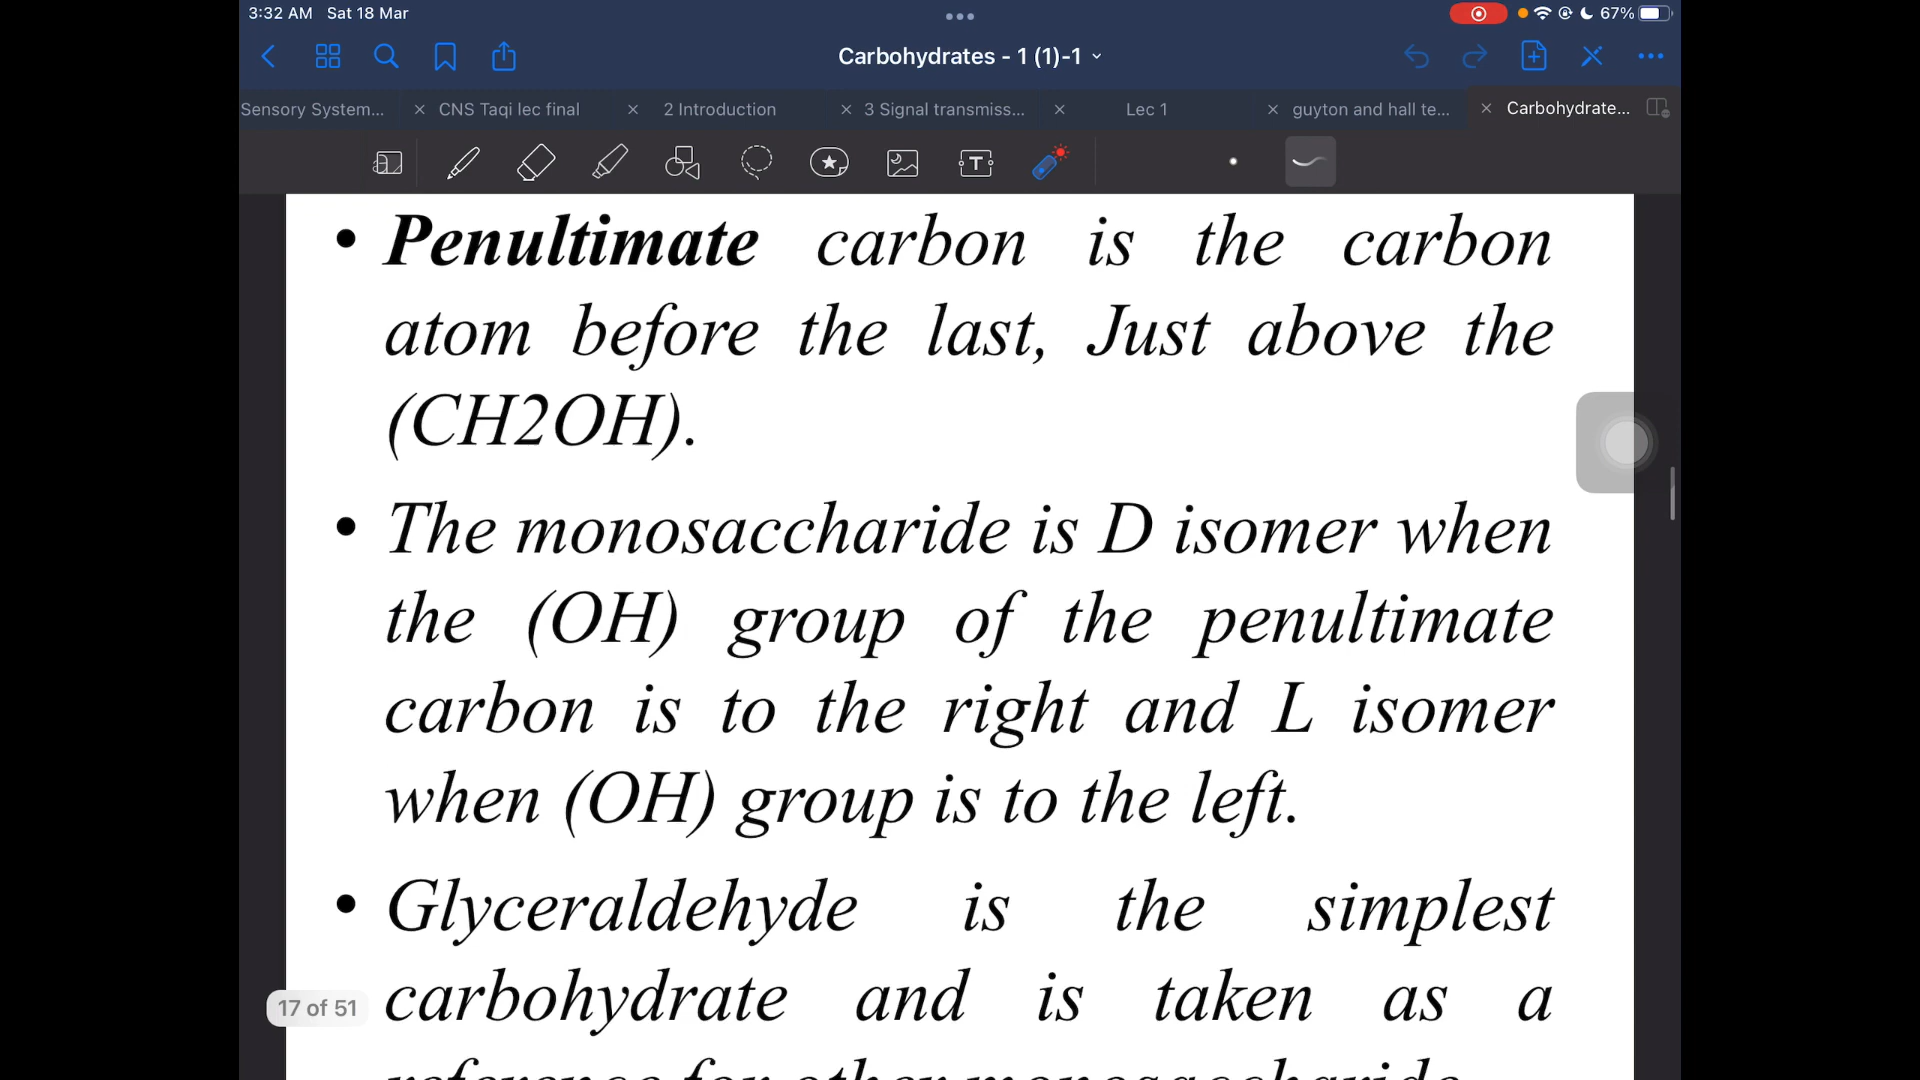 3:32 AM Sat 18 Mar
67%
Carbohydrates - 1 (1)-1
Sensory System... CNS Taqi lec final 2 Introduction 3 Signal transmiss... Lec 1 guyton and hall te... Carbohydrate...
• Penultimate carbon is the carbon
atom before the last, Just above the
(CH2OH).
• The monosaccharide is D isomer when
the (OH) group of the penultimate
carbon is to the right and L isomer
when (OH) group is to the left.
• Glyceraldehyde is the simplest
carbohydrate and is taken as a
reference for other monosaccharide
17 of 51